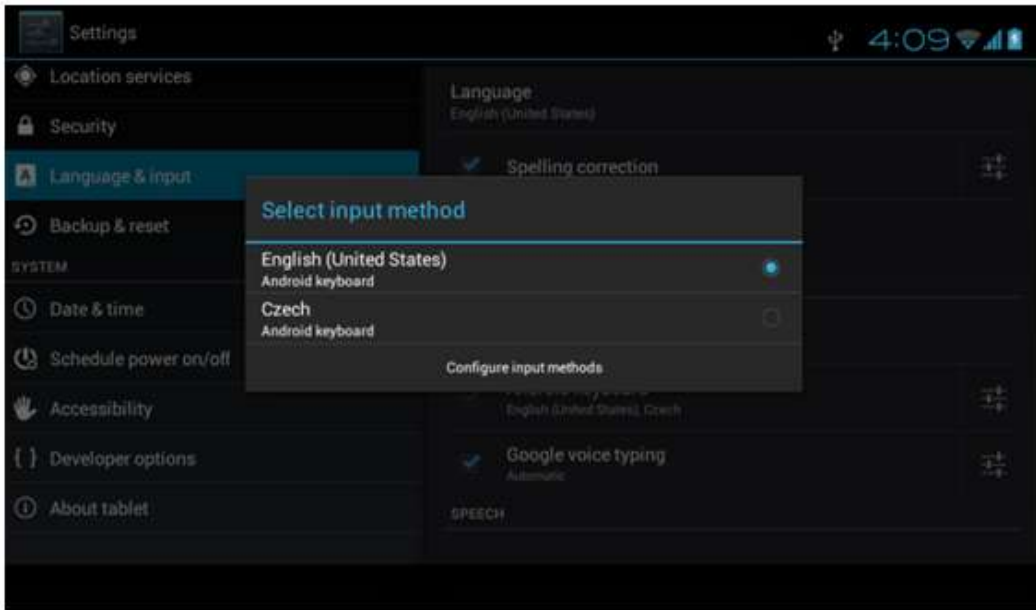 Settings
4:09
Location services
Security
Language & input
Backup & reset
SYSTEM
Date & time
Schedule power on/off
Accessibility
Developer options
About tablet
Language
English (United States)
Spelling correction
Select input method
English (United States)
Android keyboard
Czech
Android keyboard
Configure input methods
English (United States), Czech
Google voice typing
Automatic
SPEECH